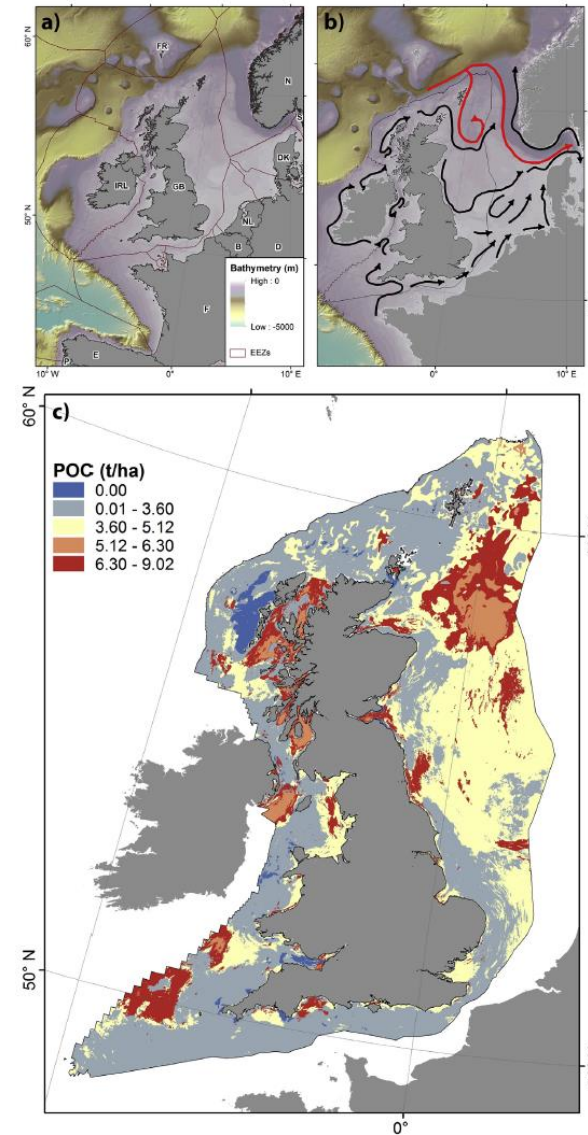 a)
60° N
50° N
FR
N
S
DK
IRL
GB
NL
B
D
F
P
E
Bathymetry (m)
High : 0
Low : -5000
EEZs
10° W
0°
10° E
b)
0°
10° E
c)
60° N
50° N
POC (t/ha)
0.00
0.01 - 3.60
3.60 - 5.12
5.12 - 6.30
6.30 - 9.02
0°